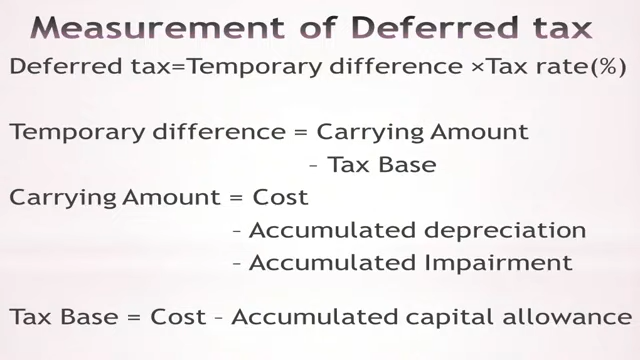 Measurement of Deferred tax
Deferred tax=Temporary difference ×Tax rate(%)
Temporary difference = Carrying Amount
- Tax Base
Carrying Amount = Cost
- Accumulated depreciation
- Accumulated Impairment
Tax Base = Cost - Accumulated capital allowance